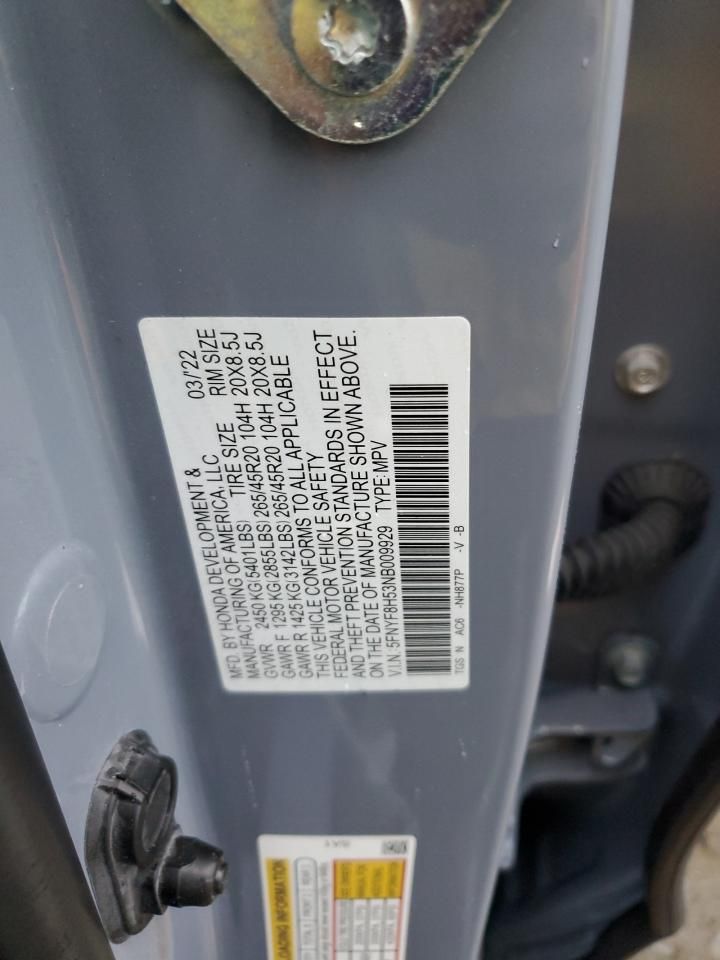 MFD. BY HONDA DEVELOPMENT &
MANUFACTURING OF AMERICA, LLC 03/'22
GVWR 2450 KG(5401LBS) TIRE SIZE RIM SIZE
GAWR F 1295 KG(2855LBS) 265/45R20 104H 20X8.5J
GAWR R 1425 KG(3142LBS) 265/45R20 104H 20X8.5J
THIS VEHICLE CONFORMS TO ALL APPLICABLE
FEDERAL MOTOR VEHICLE SAFETY
AND THEFT PREVENTION STANDARDS IN EFFECT
ON THE DATE OF MANUFACTURE SHOWN ABOVE.
V.I.N. 5FNYF8H53NB009929 TYPE: MPV
TGS N AC6 -NH877P -V -B
LOADING INFORMATION